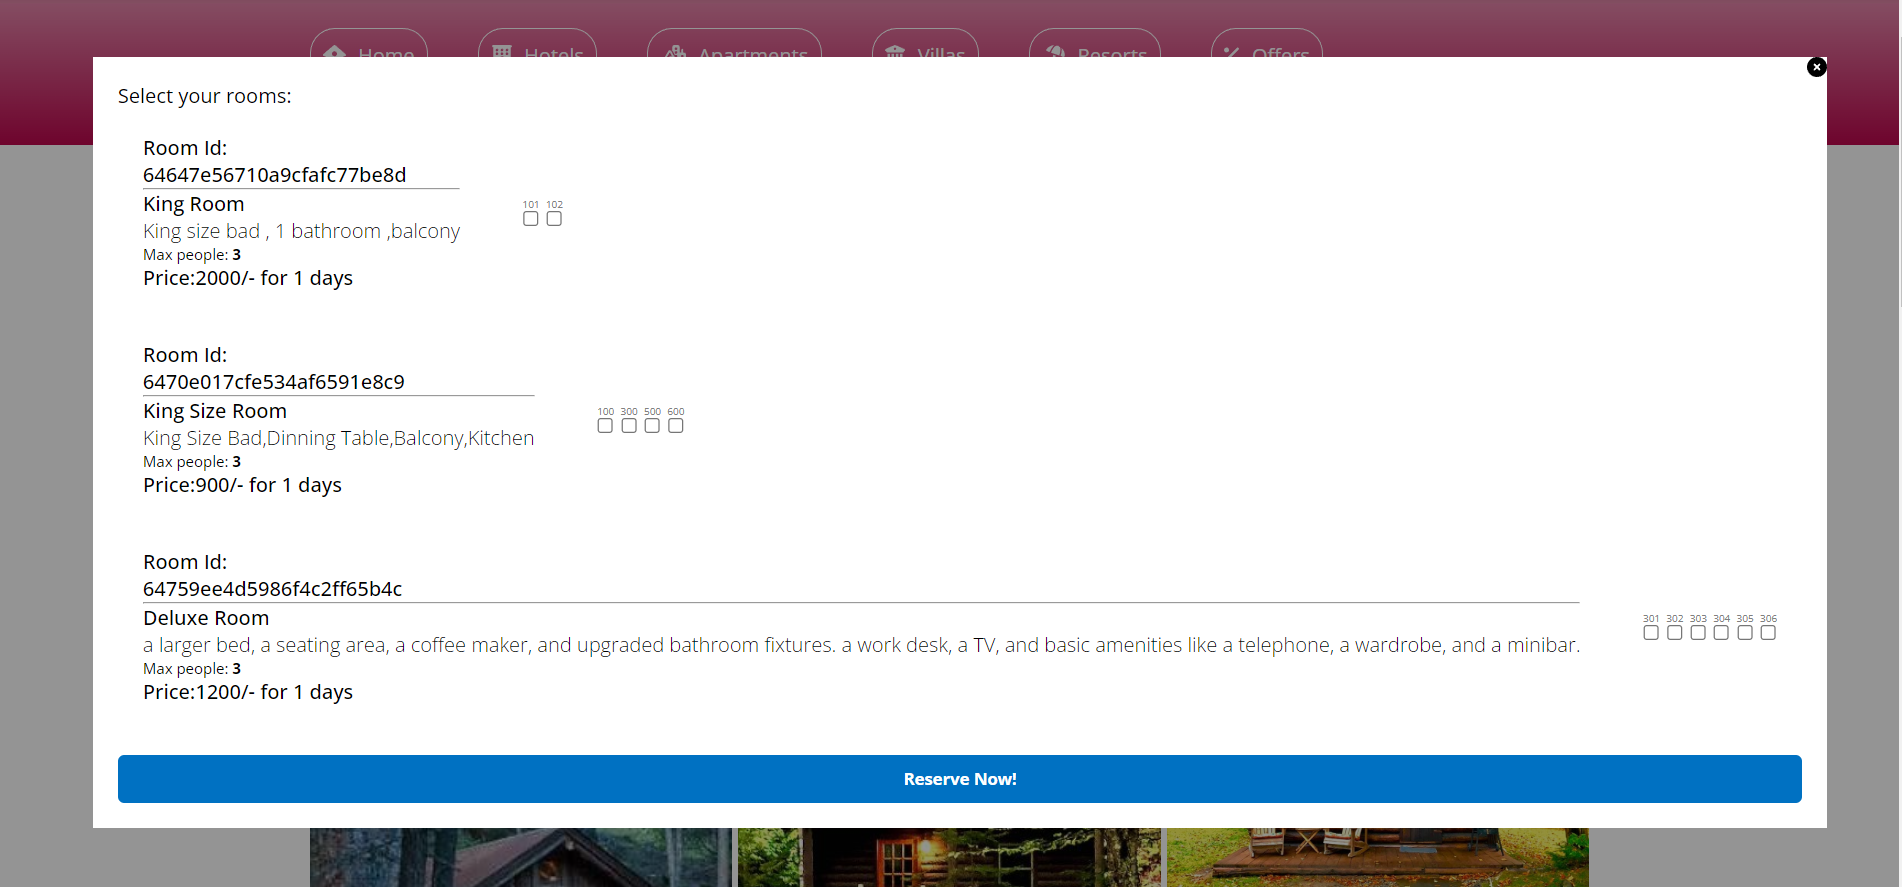 Home Hotels Apartments Villas Resorts Offers
Select your rooms:
Room Id:
64647e56710a9cfafc77be8d
King Room
King size bad , 1 bathroom ,balcony
Max people: 3
Price:2000/- for 1 days
101 102
Room Id:
6470e017cfe534af6591e8c9
King Size Room
King Size Bad,Dinning Table,Balcony,Kitchen
Max people: 3
Price:900/- for 1 days
100 300 500 600
Room Id:
64759ee4d5986f4c2ff65b4c
Deluxe Room
a larger bed, a seating area, a coffee maker, and upgraded bathroom fixtures. a work desk, a TV, and basic amenities like a telephone, a wardrobe, and a minibar.
Max people: 3
Price:1200/- for 1 days
301 302 303 304 305 306
Reserve Now!